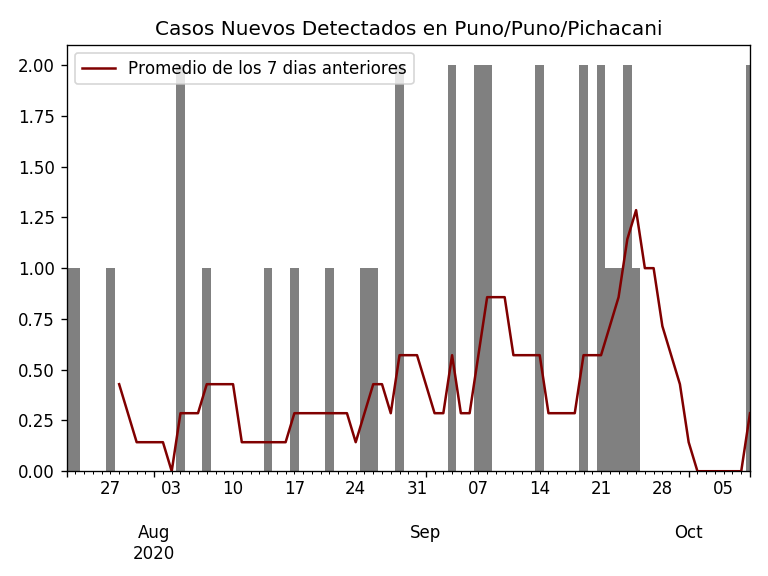 Casos Nuevos Detectados en Puno/Puno/Pichacani
Promedio de los 7 dias anteriores
2.00
1.75
1.50
1.25
1.00
0.75
0.50
0.25
0.00
27 03 10 17 24 31 07 14 21 28 05
Aug Sep Oct
2020